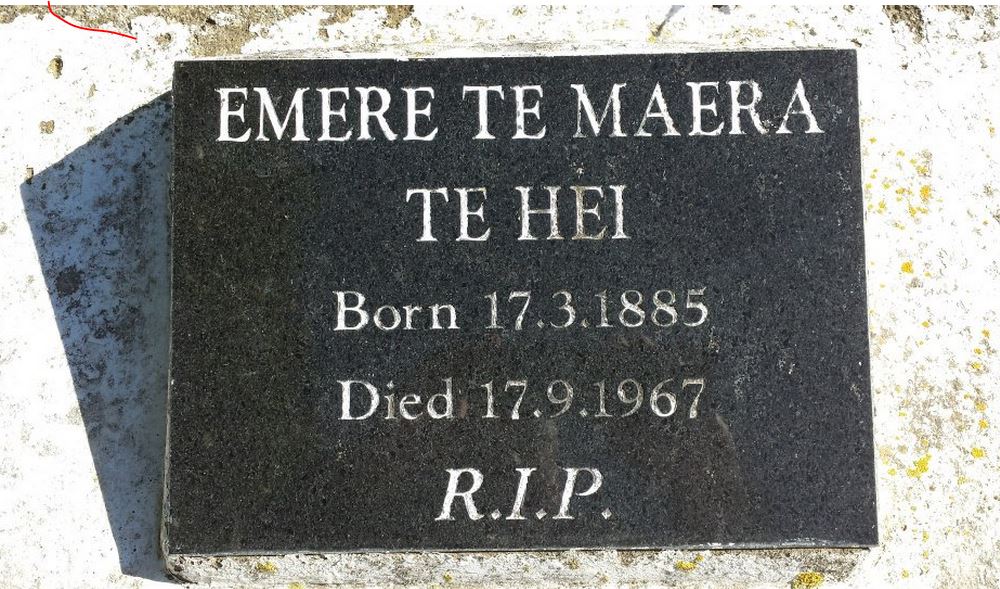 EMERE TE MAERA
TE HEI
Born 17.3.1885
Died 17.9.1967
R.I.P.